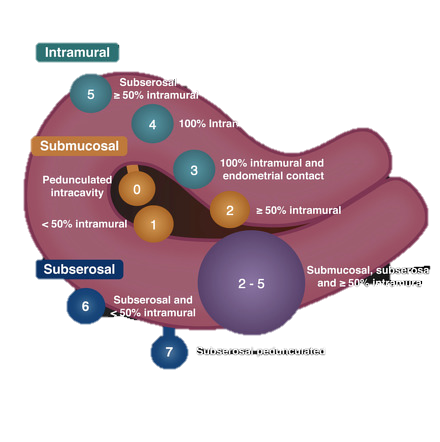 Intramural
Subserosal
5
≥ 50% intramural
4
100%
Submucosal
3
100% intramural and
endometrial contact
Pedunculated
intracavity
0
2
≥ 50% intramural
< 50% intramural
1
Subserosal
2 - 5
Submucosal, subserosal
and ≥ 50% intramural
6
Subserosal and
< 50% intramural
7
Subserosal pedunculated